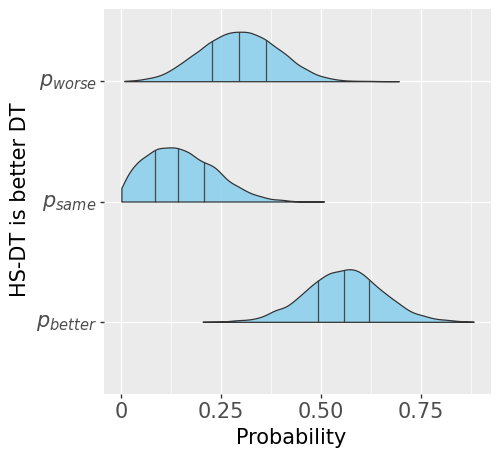 HS-DT is better DT
p_worse
p_same
p_better
0 0.25 0.50 0.75
Probability